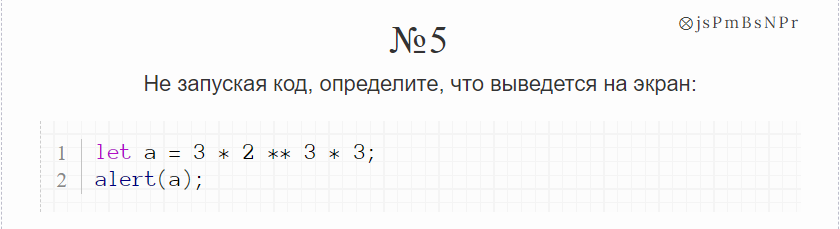 ⊗jsPmBsNPr
№5
Не запуская код, определите, что выведется на экран:
1 let a = 3 * 2 ** 3 * 3;
2 alert(a);